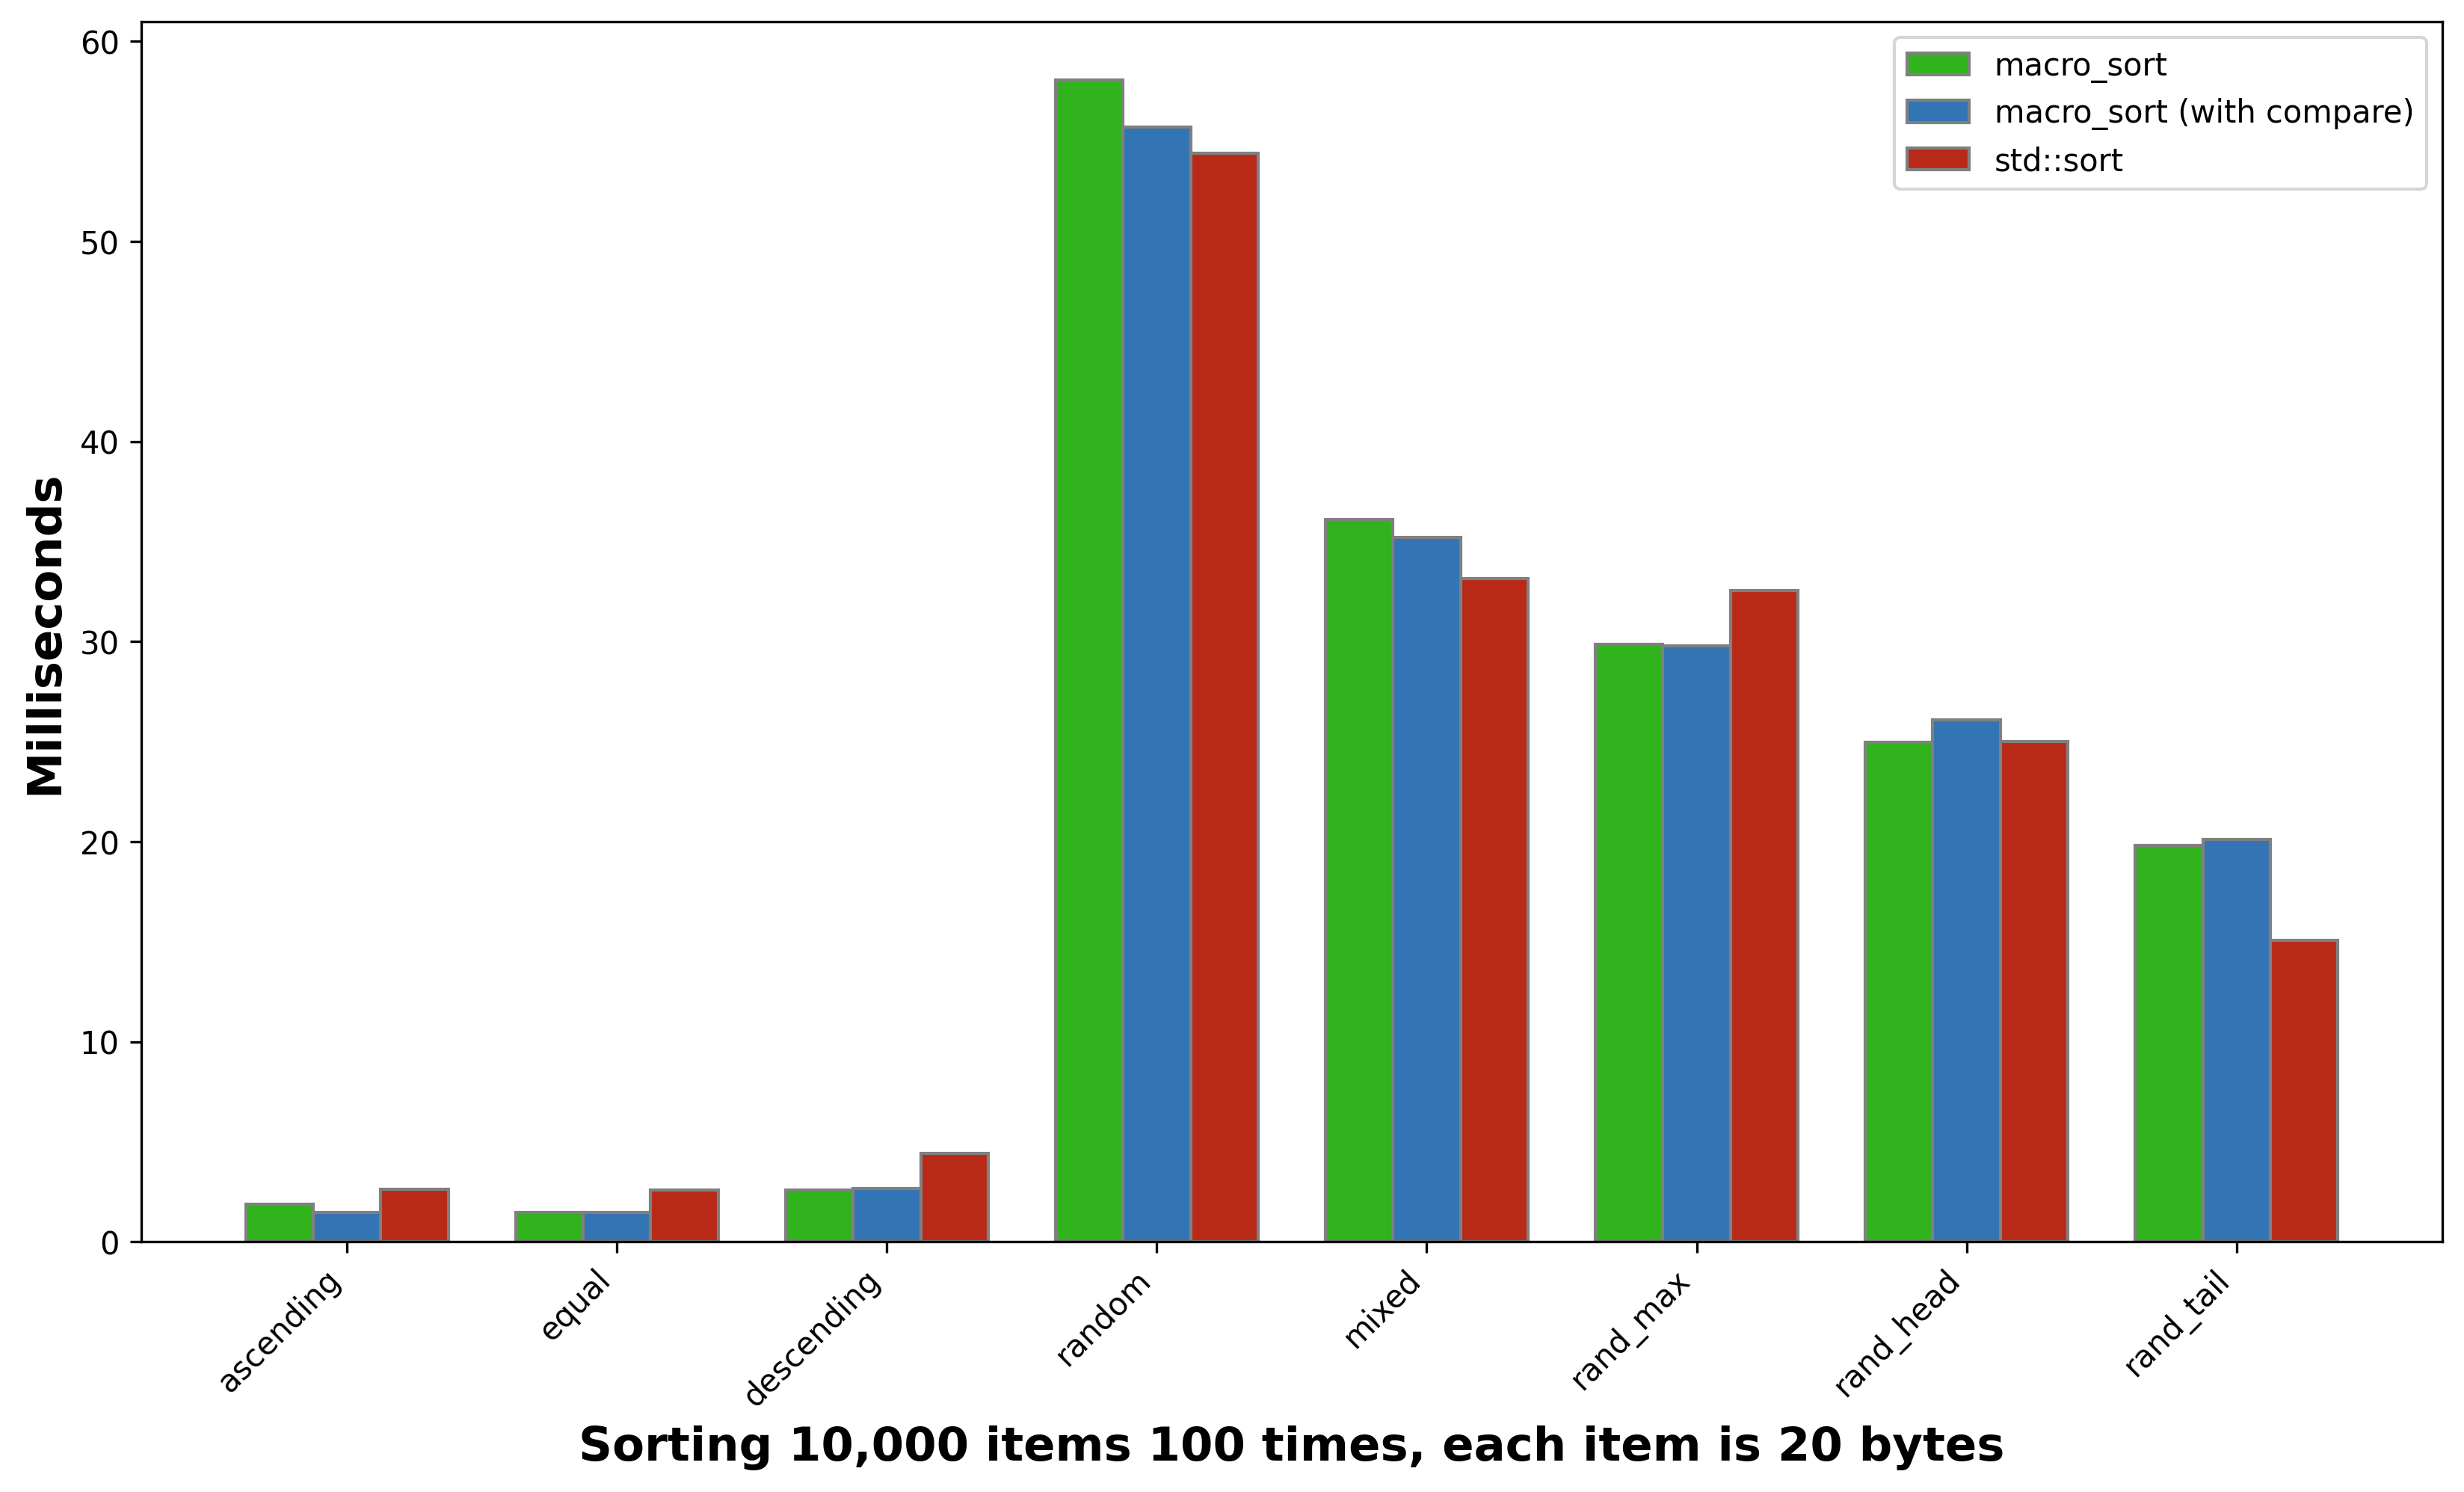 60
50
40
30
20
10
0
Milliseconds
macro_sort
macro_sort (with compare)
std::sort
ascending
equal
descending
random
mixed
rand_max
rand_head
rand_tail
Sorting 10,000 items 100 times, each item is 20 bytes